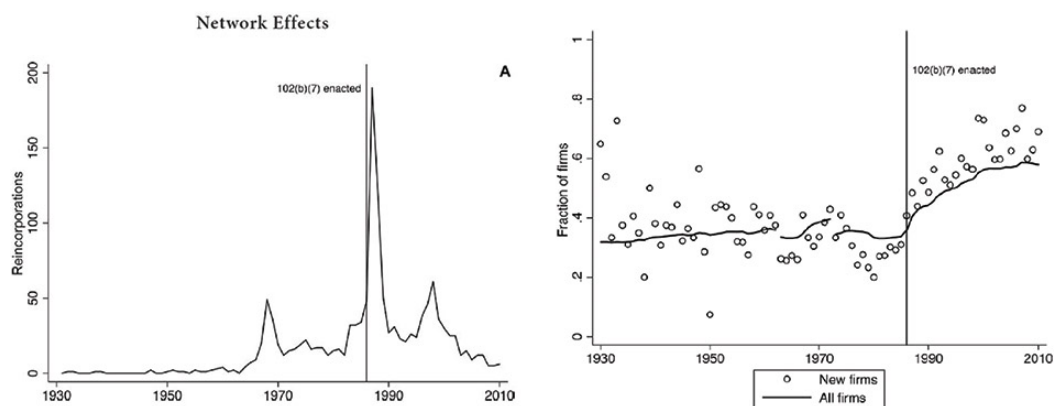 Network Effects
A
102(b)(7) enacted
Reincorporations
200
150
100
50
0
1930
1950
1970
1990
2010
102(b)(7) enacted
Fraction of firms
1
.8
.6
.4
.2
0
1930
1950
1970
1990
2010
New firms
All firms